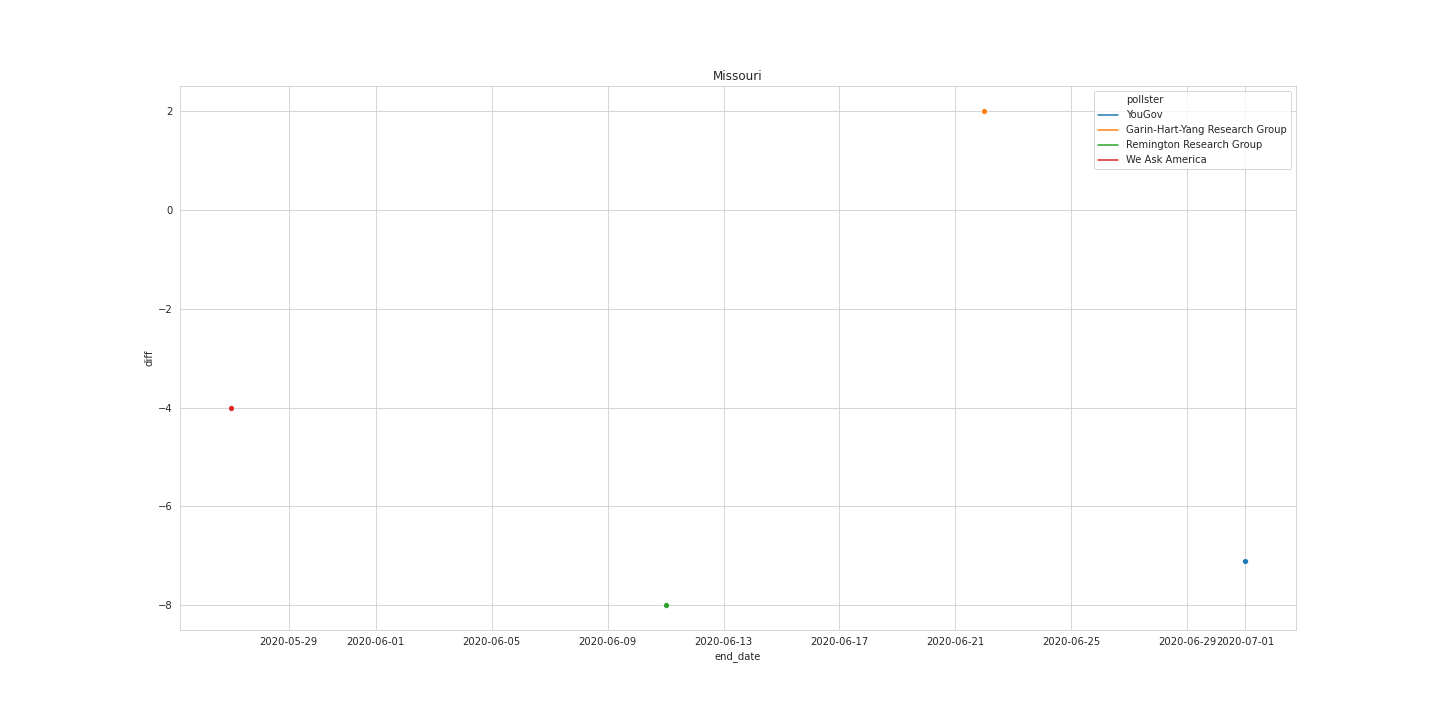 Missouri
pollster
YouGov
Garin-Hart-Yang Research Group
Remington Research Group
We Ask America
2
0
−2
−4
−6
−8
diff
2020-05-29 2020-06-01 2020-06-05 2020-06-09 2020-06-13 2020-06-17 2020-06-21 2020-06-25 2020-06-29 2020-07-01
end_date